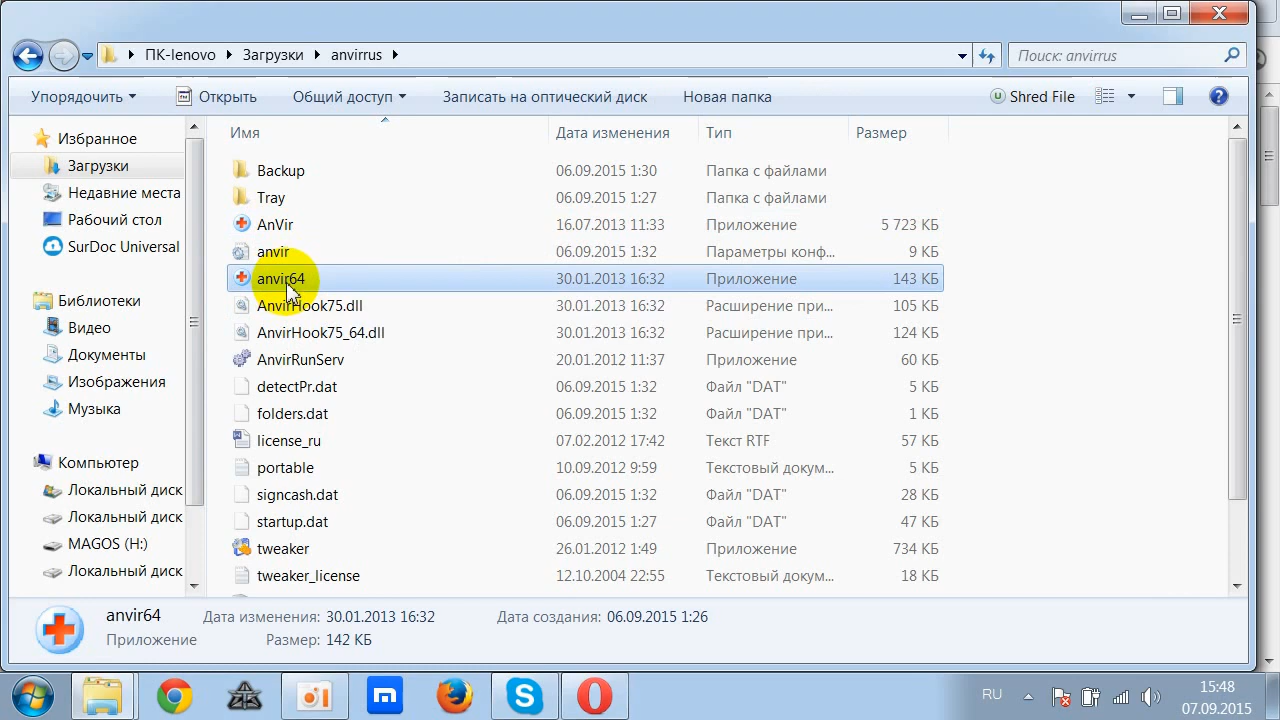 ПК-lenovo Загрузки anvirrus
Поиск: anvirrus
Упорядочить Открыть Общий доступ Записать на оптический диск Новая папка Shred File
Имя Дата изменения Тип Размер
Избранное
Загрузки
Недавние места
Рабочий стол
SurDoc Universal
Библиотеки
Видео
Документы
Изображения
Музыка
Компьютер
Локальный диск
Локальный диск
MAGOS (H:)
Локальный диск
Backup 06.09.2015 1:30 Папка с файлами
Tray 06.09.2015 1:27 Папка с файлами
AnVir 16.07.2013 11:33 Приложение 5 723 КБ
anvir 06.09.2015 1:32 Параметры конф... 9 КБ
anvir64 30.01.2013 16:32 Приложение 143 КБ
AnvirHook75.dll 30.01.2013 16:32 Расширение при... 105 КБ
AnvirHook75_64.dll 30.01.2013 16:32 Расширение при... 124 КБ
AnvirRunServ 20.01.2012 11:37 Приложение 60 КБ
detectPr.dat 06.09.2015 1:32 Файл "DAT" 5 КБ
folders.dat 06.09.2015 1:32 Файл "DAT" 1 КБ
license_ru 07.02.2012 17:42 Текст RTF 57 КБ
portable 10.09.2012 9:59 Текстовый докум... 5 КБ
signcash.dat 06.09.2015 1:32 Файл "DAT" 28 КБ
startup.dat 06.09.2015 1:27 Файл "DAT" 47 КБ
tweaker 26.01.2012 1:49 Приложение 734 КБ
tweaker_license 12.10.2004 22:55 Текстовый докум... 18 КБ
anvir64 Дата изменения: 30.01.2013 16:32 Дата создания: 06.09.2015 1:26
Приложение Размер: 142 КБ
RU 15:48
07.09.2015